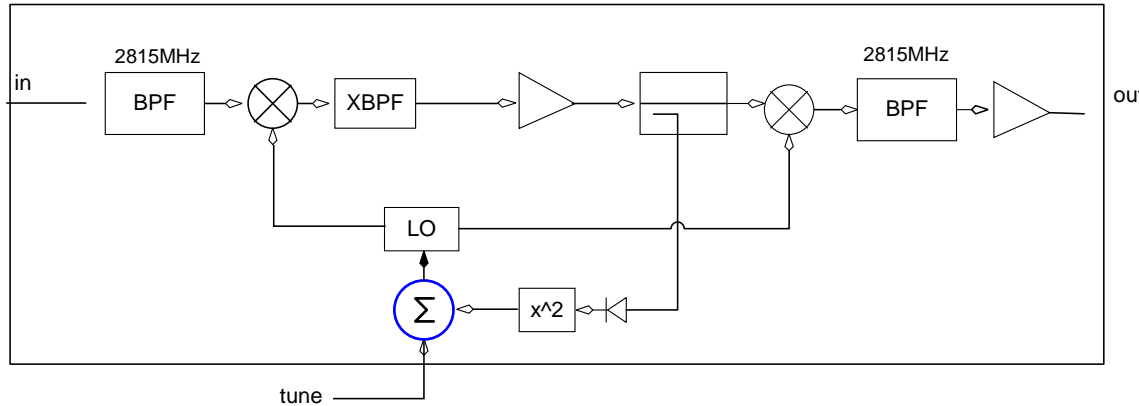 2815MHz
2815MHz
in
BPF
XBPF
BPF
out
LO
Σ
x^2
tune